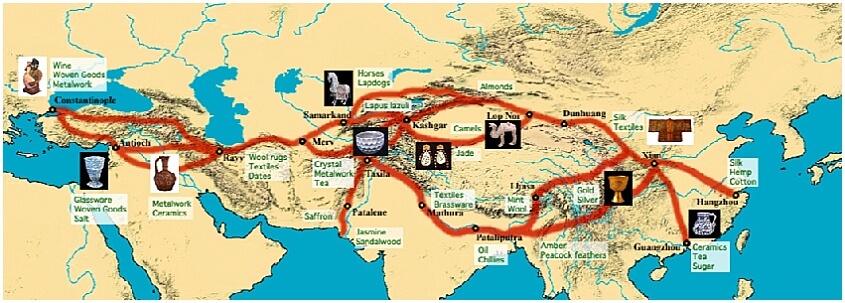 Wine
Woven Goods
Metalwork
Constantinople
Antioch
Glassware
Woven Goods
Salt
Metalwork
Ceramics
Rayy
Wool rugs
Textiles
Dates
Merv
Samarkand
Horses
Lapdogs
Lapus lazuli
Kashgar
Crystal
Metalworks
Tea
Taxila
Saffron
Patalene
Jasmine
Sandalwood
Jade
Camels
Almonds
Lop Nor
Dunhuang
Silk
Textiles
Xian
Textiles
Brassware
Mathura
Pataliputra
Oil
Chillies
Lhasa
Mint
Wool
Gold
Silver
Amber
Peacock feathers
Silk
Hemp
Cotton
Hangzhou
Guangzhou
Ceramics
Tea
Sugar